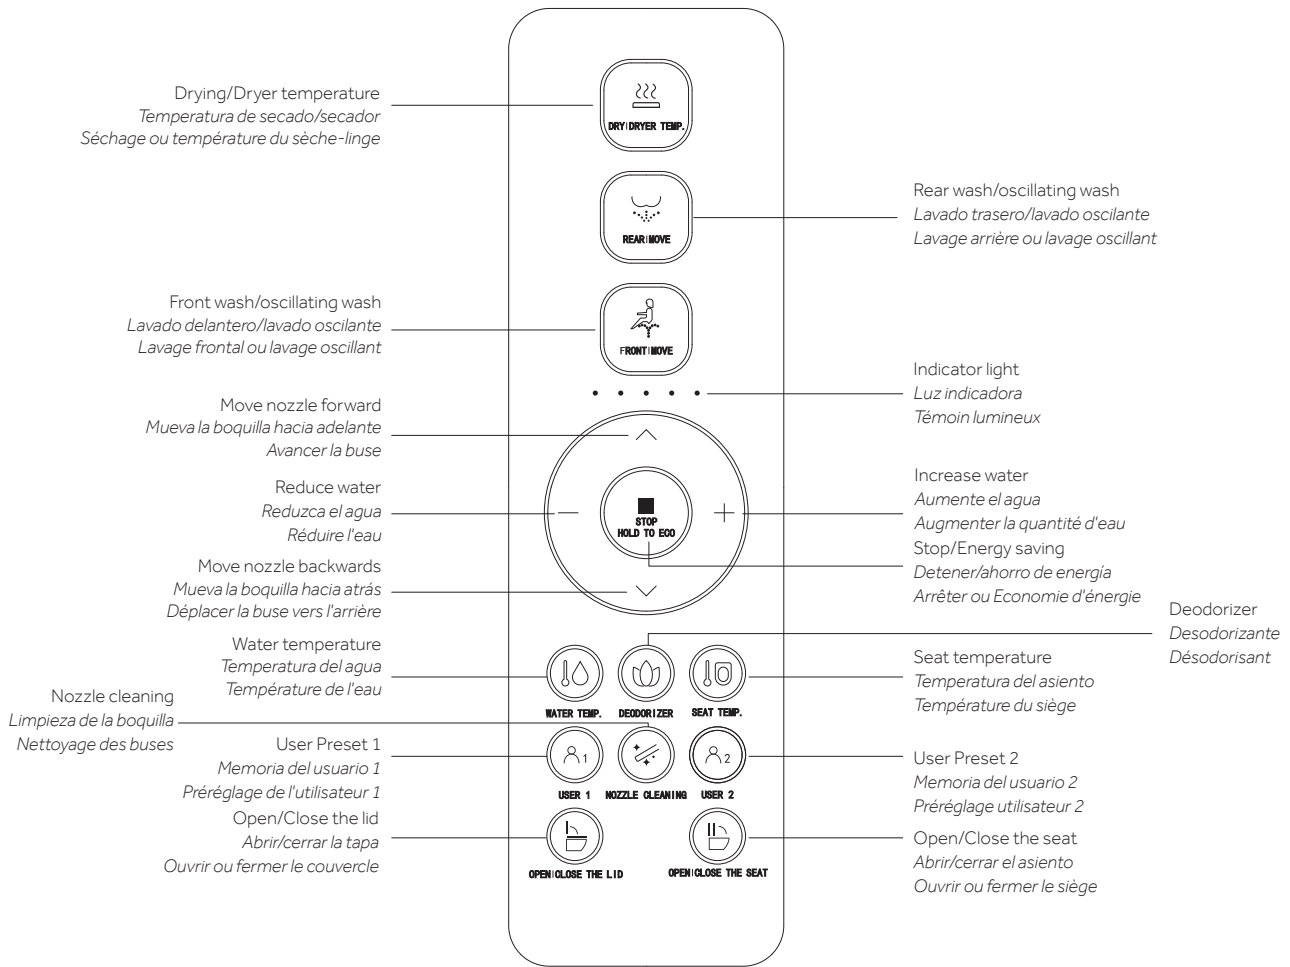 Drying/Dryer temperature
Temperatura de secado/secador
Séchage ou température du sèche-linge
DRY|DRYER TEMP.
Rear wash/oscillating wash
Lavado trasero/lavado oscilante
Lavage arrière ou lavage oscillant
REAR|MOVE
Front wash/oscillating wash
Lavado delantero/lavado oscilante
Lavage frontal ou lavage oscillant
FRONT|MOVE
Indicator light
Luz indicadora
Témoin lumineux
Move nozzle forward
Mueva la boquilla hacia adelante
Avancer la buse
Reduce water
Reduzca el agua
Réduire l'eau
STOP
HOLD TO ECO
Increase water
Aumente el agua
Augmenter la quantité d'eau
Stop/Energy saving
Detener/ahorro de energía
Arrêter ou Economie d'énergie
Move nozzle backwards
Mueva la boquilla hacia atrás
Déplacer la buse vers l'arrière
Deodorizer
Desodorizante
Désodorisant
Water temperature
Temperatura del agua
Température de l'eau
Seat temperature
Temperatura del asiento
Température du siège
WATER TEMP.
DEODORIZER
SEAT TEMP.
Nozzle cleaning
Limpieza de la boquilla
Nettoyage des buses
User Preset 1
Memoria del usuario 1
Préréglage de l'utilisateur 1
1
2
User Preset 2
Memoria del usuario 2
Préréglage utilisateur 2
USER 1
NOZZLE CLEANING
USER 2
Open/Close the lid
Abrir/cerrar la tapa
Ouvrir ou fermer le couvercle
Open/Close the seat
Abrir/cerrar el asiento
Ouvrir ou fermer le siège
OPEN|CLOSE THE LID
OPEN|CLOSE THE SEAT